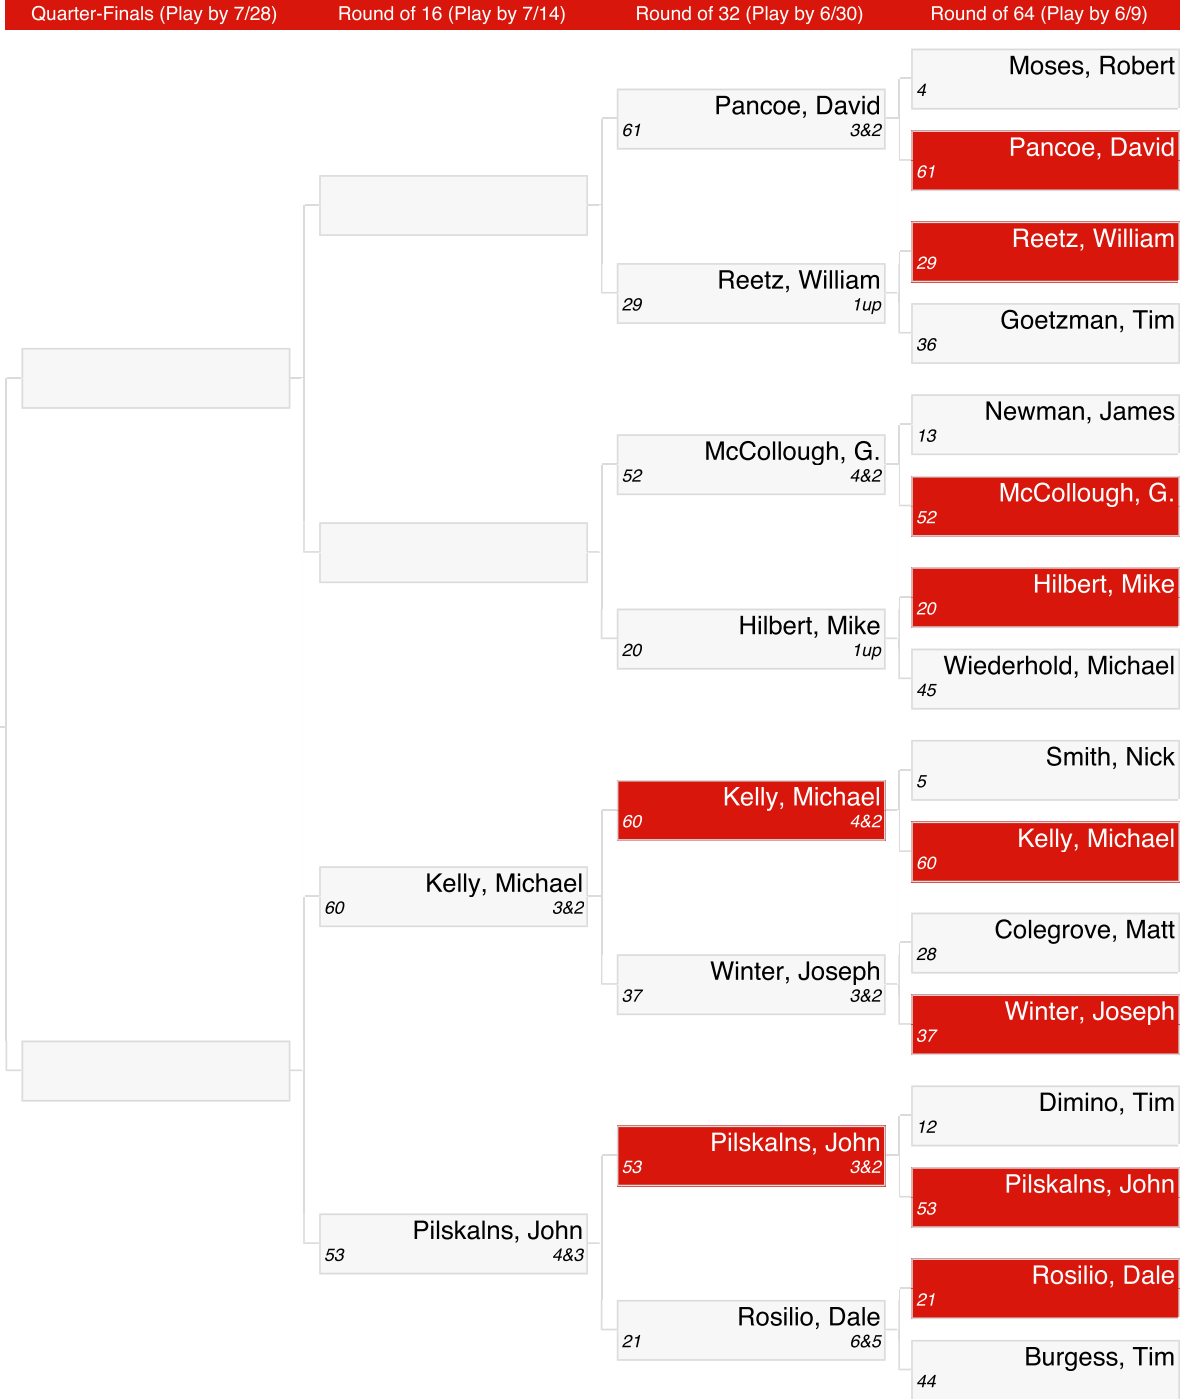 Quarter-Finals (Play by 7/28)
Round of 16 (Play by 7/14)
Round of 32 (Play by 6/30)
Round of 64 (Play by 6/9)
Kelly, Michael
60 3&2
Pilskalns, John
53 4&3
Pancoe, David
61 3&2
Reetz, William
29 1up
McCollough, G.
52 4&2
Hilbert, Mike
20 1up
Kelly, Michael
60 4&2
Winter, Joseph
37 3&2
Pilskalns, John
53 3&2
Rosilio, Dale
21 6&5
Moses, Robert
4
Pancoe, David
61
Reetz, William
29
Goetzman, Tim
36
Newman, James
13
McCollough, G.
52
Hilbert, Mike
20
Wiederhold, Michael
45
Smith, Nick
5
Kelly, Michael
60
Colegrove, Matt
28
Winter, Joseph
37
Dimino, Tim
12
Pilskalns, John
53
Rosilio, Dale
21
Burgess, Tim
44